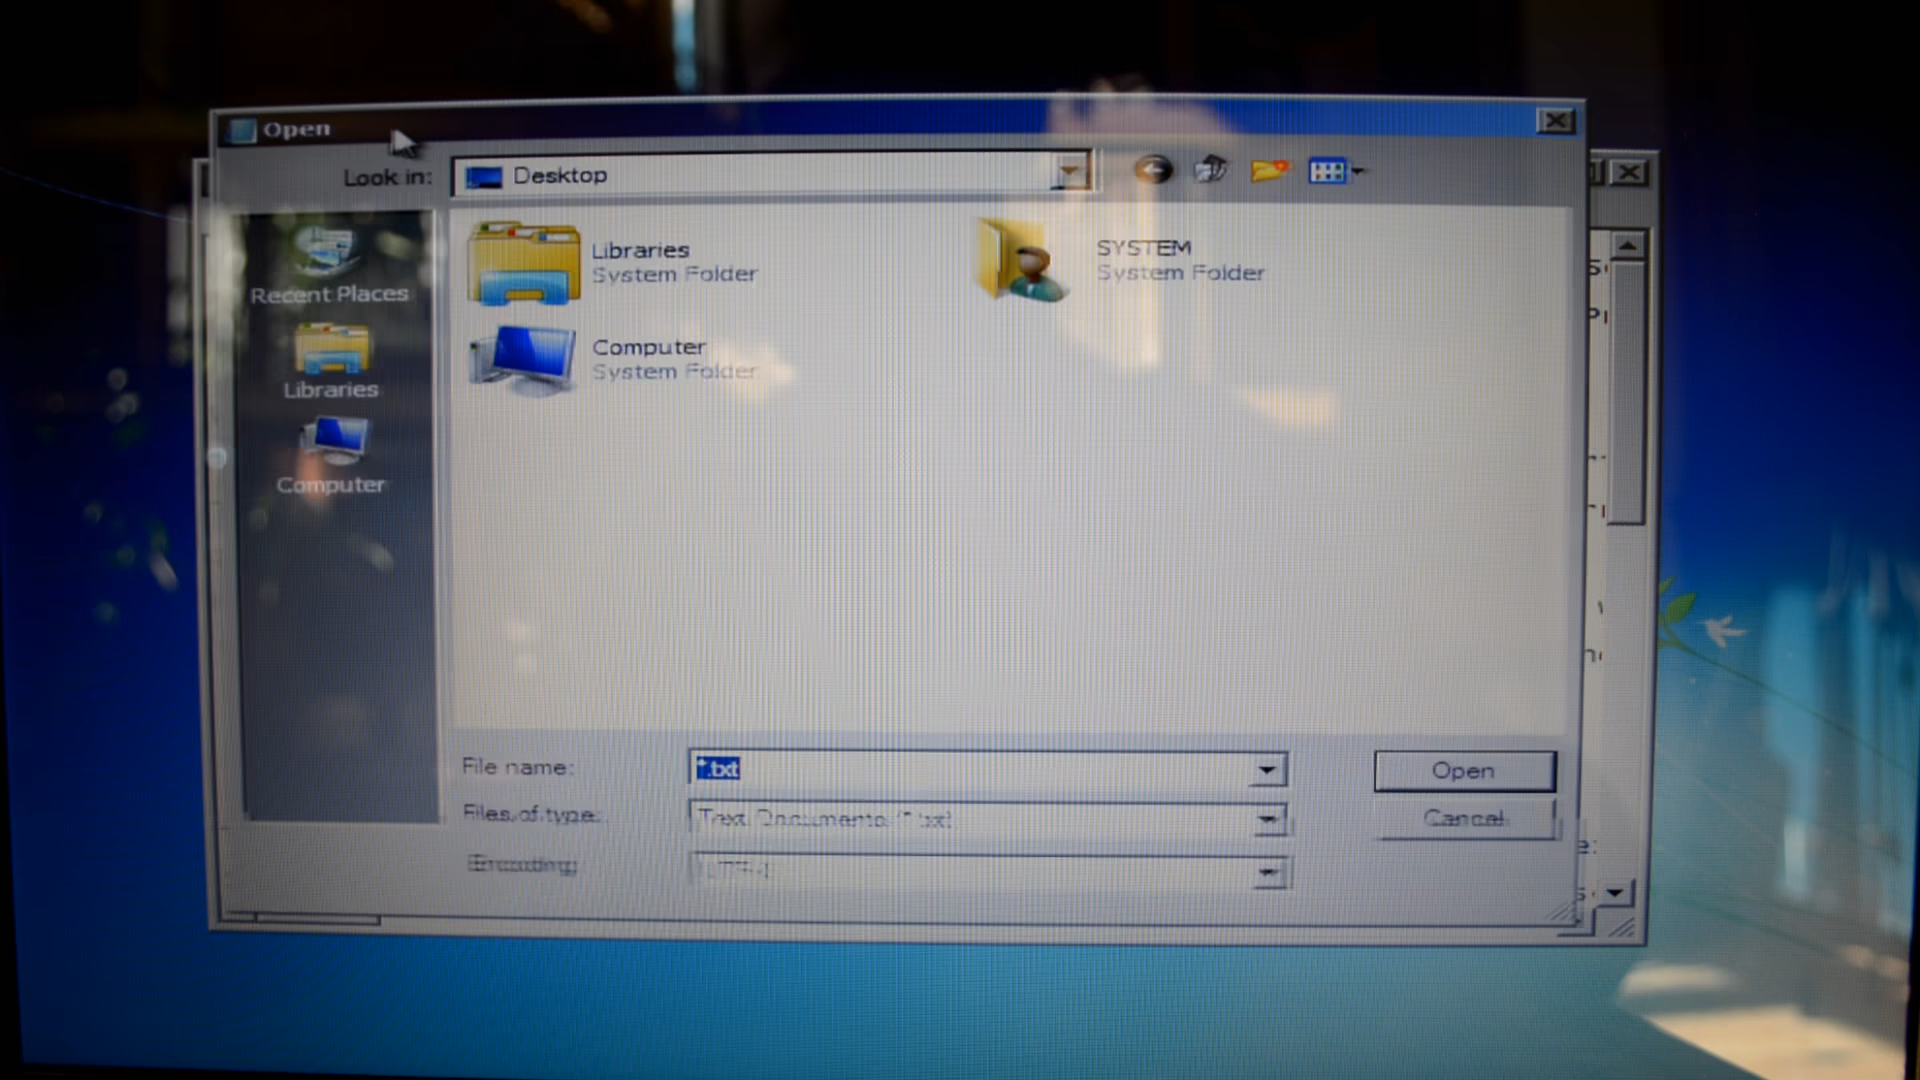 Open
Look in:
Desktop
Recent Places
Libraries
Computer
Libraries
System Folder
SYSTEM
System Folder
Computer
System Folder
File name:
*.txt
Open
Files of type:
Text Documents (*.txt)
Cancel
Encoding: